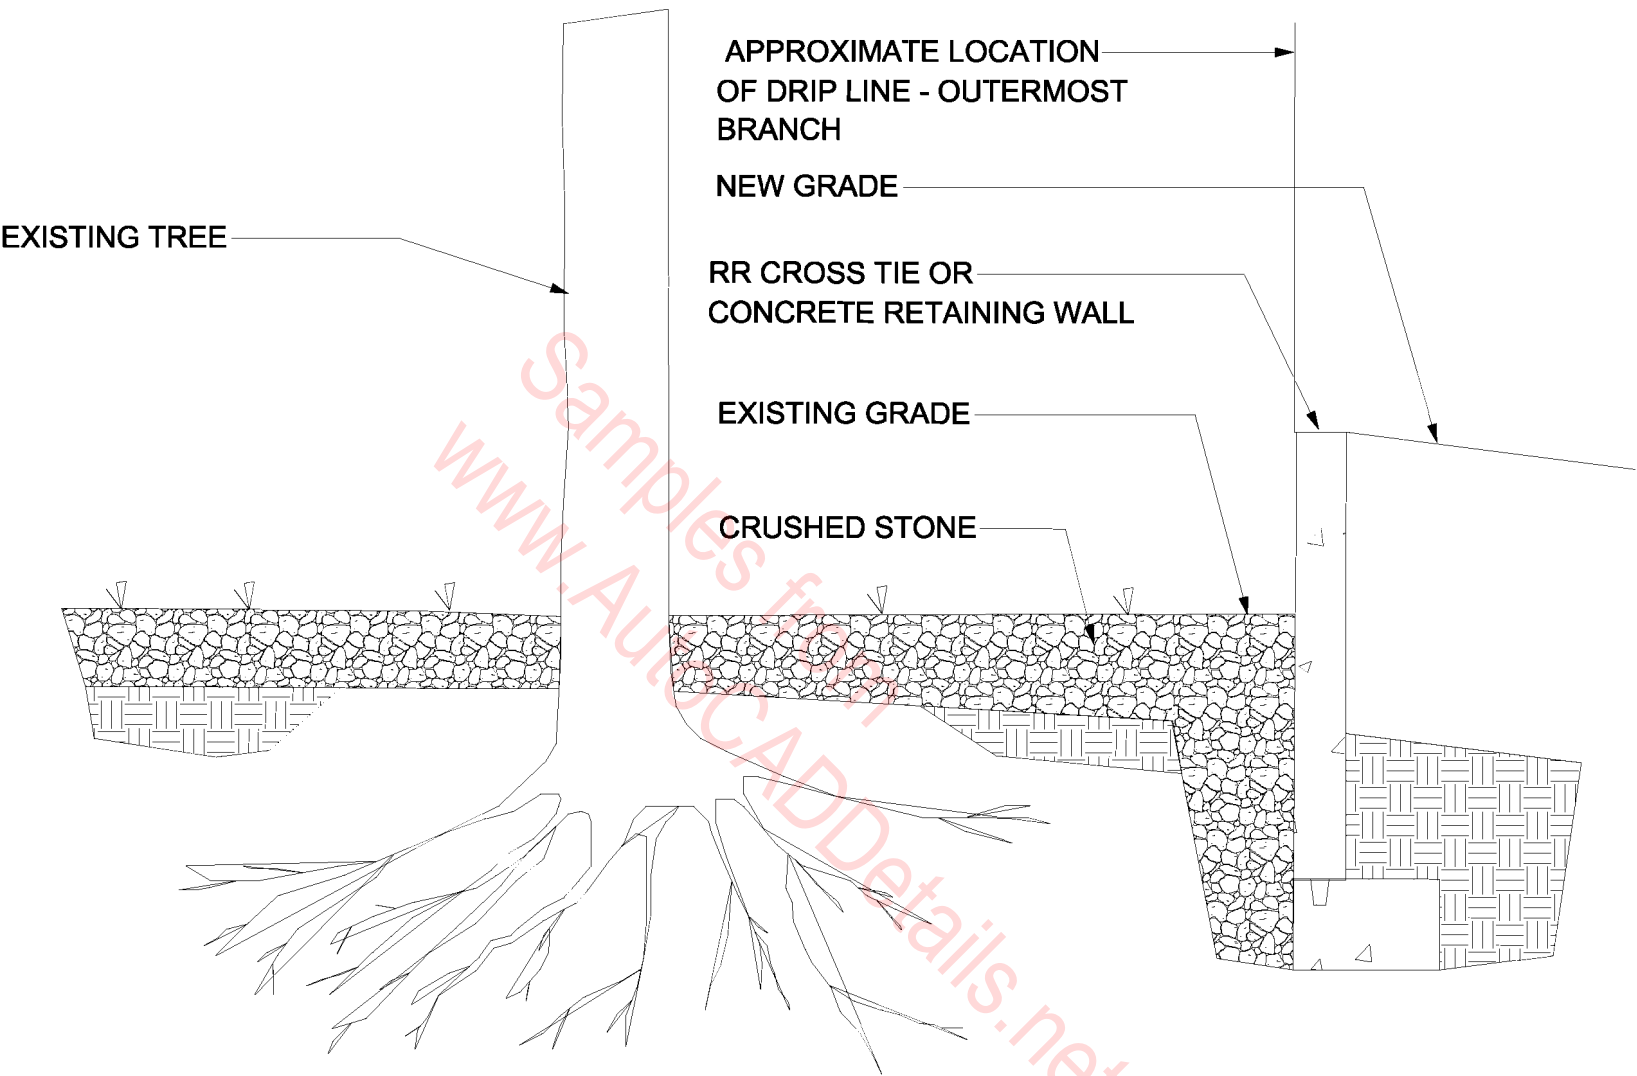 APPROXIMATE LOCATION
OF DRIP LINE - OUTERMOST
BRANCH
NEW GRADE
EXISTING TREE
RR CROSS TIE OR
CONCRETE RETAINING WALL
EXISTING GRADE
CRUSHED STONE
Samples from
www.AutoCADDetails.net